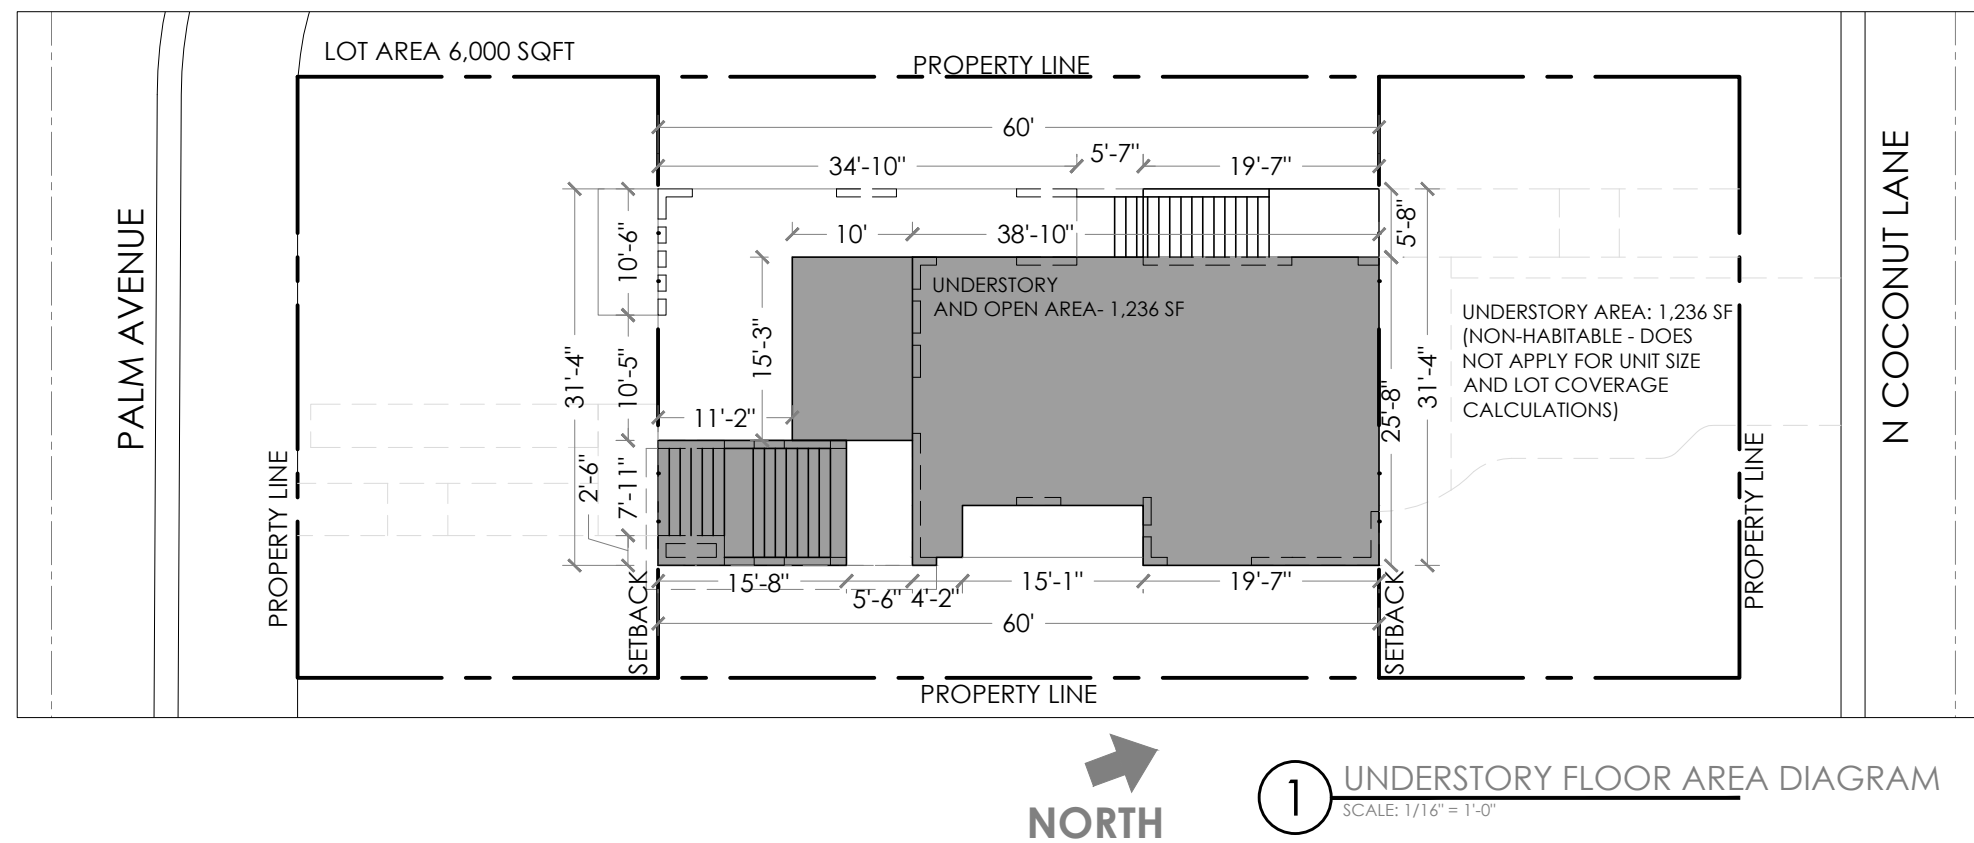 LOT AREA 6,000 SQFT
PROPERTY LINE
60'
34'-10"
5'-7"
19'-7"
PALM AVENUE
N COCONUT LANE
10'-6"
5'-8"
10'
38'-10"
UNDERSTORY
AND OPEN AREA- 1,236 SF
UNDERSTORY AREA: 1,236 SF
(NON-HABITABLE - DOES
NOT APPLY FOR UNIT SIZE
AND LOT COVERAGE
CALCULATIONS)
15'-3"
31'-4"
10'-5"
31'-4"
25'-8"
11'-2"
2'-6"
7'-11"
PROPERTY LINE
PROPERTY LINE
15'-8"
5'-6"
4'-2"
15'-1"
19'-7"
SETBACK
SETBACK
60'
PROPERTY LINE
NORTH
1
UNDERSTORY FLOOR AREA DIAGRAM
SCALE: 1/16" = 1'-0"